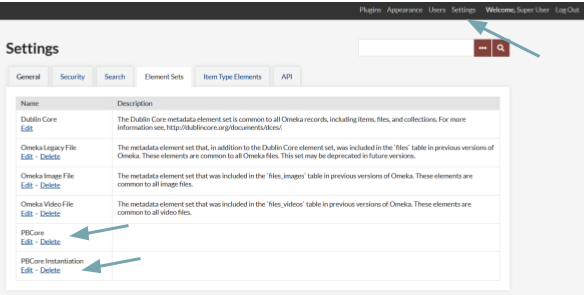 Plugins Appearance Users Settings Welcome, Super User Log Out
Settings
General Security Search Element Sets Item Type Elements API
Name Description
Dublin Core The Dublin Core metadata element set is common to all Omeka records, including items, files, and collections. For more
Edit information see, http://dublincore.org/documents/dces/.
Omeka Legacy File The metadata element set that, in addition to the Dublin Core element set, was included in the `files` table in previous versions of
Edit - Delete Omeka. These elements are common to all Omeka files. This set may be deprecated in future versions.
Omeka Image File The metadata element set that was included in the `files_images` table in previous versions of Omeka. These elements are
Edit - Delete common to all image files.
Omeka Video File The metadata element set that was included in the `files_videos` table in previous versions of Omeka. These elements are
Edit - Delete common to all video files.
PBCore
Edit - Delete
PBCore Instantiation
Edit - Delete